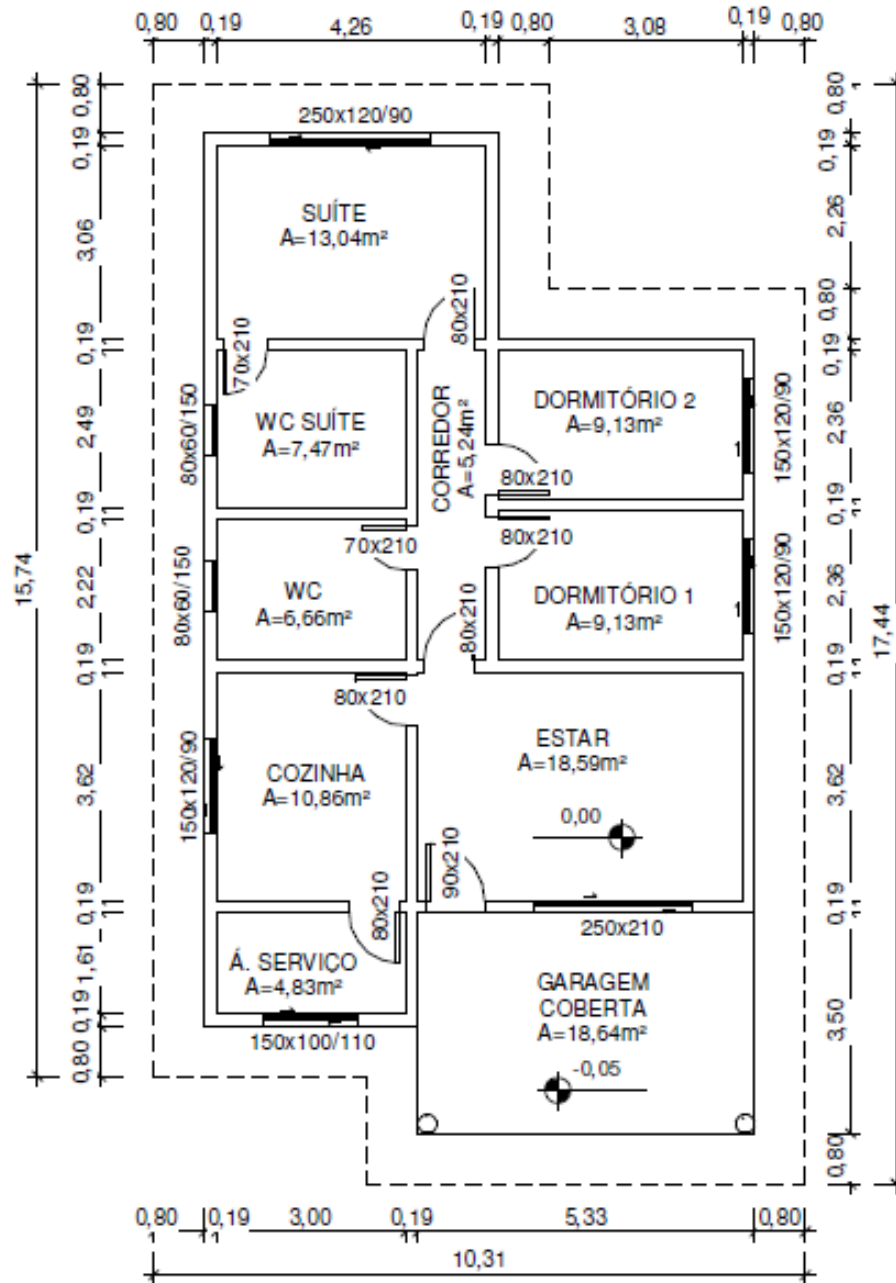 0,80
0,19
4,26
0,19
0,80
3,08
0,19
0,80
15,74
0,80
0,19
3,06
0,19
2,49
0,19
2,22
0,19
3,62
0,19
1,61
0,19
0,80
250x120/90
SUÍTE
A=13,04m²
70x210
80x210
80x60/150
WC SUÍTE
A=7,47m²
CORREDOR
A=5,24m²
DORMITÓRIO 2
A=9,13m²
150x120/90
80x210
80x60/150
WC
A=6,66m²
70x210
80x210
80x210
DORMITÓRIO 1
A=9,13m²
150x120/90
80x210
150x120/90
COZINHA
A=10,86m²
ESTAR
A=18,59m²
0,00
80x210
90x210
250x210
Á. SERVIÇO
A=4,83m²
150x100/110
GARAGEM
COBERTA
A=18,64m²
-0,05
0,80
0,19
2,26
0,80
0,19
2,36
0,19
2,36
0,19
3,62
0,19
3,50
0,80
17,44
0,80
0,19
3,00
0,19
5,33
0,80
10,31